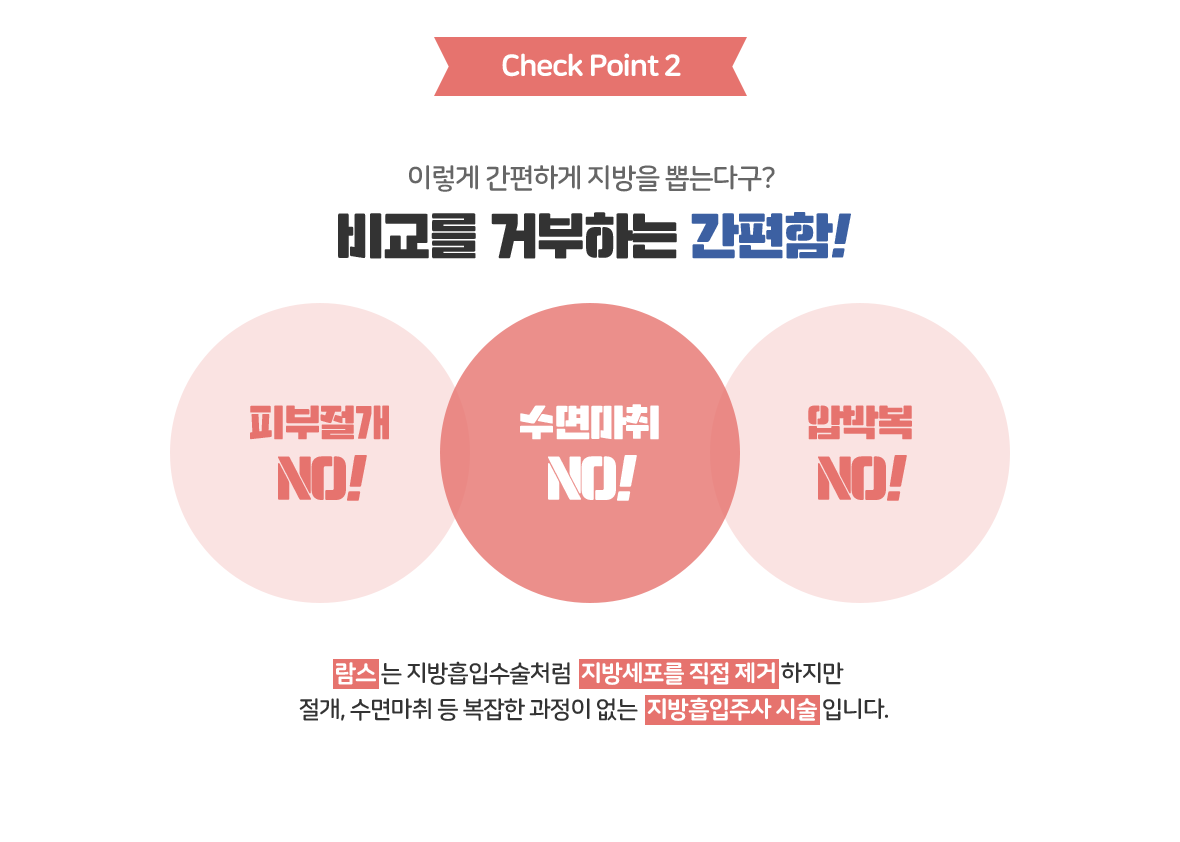 Check Point 2
이렇게 간편하게 지방을 뽑는다구?
비교를 거부하는 간편함!
피부절개
NO!
수면마취
NO!
압박복
NO!
람스는 지방흡입수술처럼 지방세포를 직접 제거하지만
절개, 수면마취 등 복잡한 과정이 없는 지방흡입주사 시술입니다.